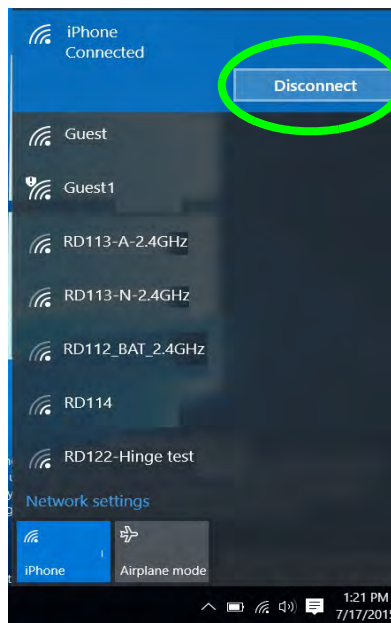 iPhone
Connected
Disconnect
Guest
Guest1
RD113-A-2.4GHz
RD113-N-2.4GHz
RD112_BAT_2.4GHz
RD114
RD122-Hinge test
Network settings
iPhone
Airplane mode
1:21 PM
7/17/2015